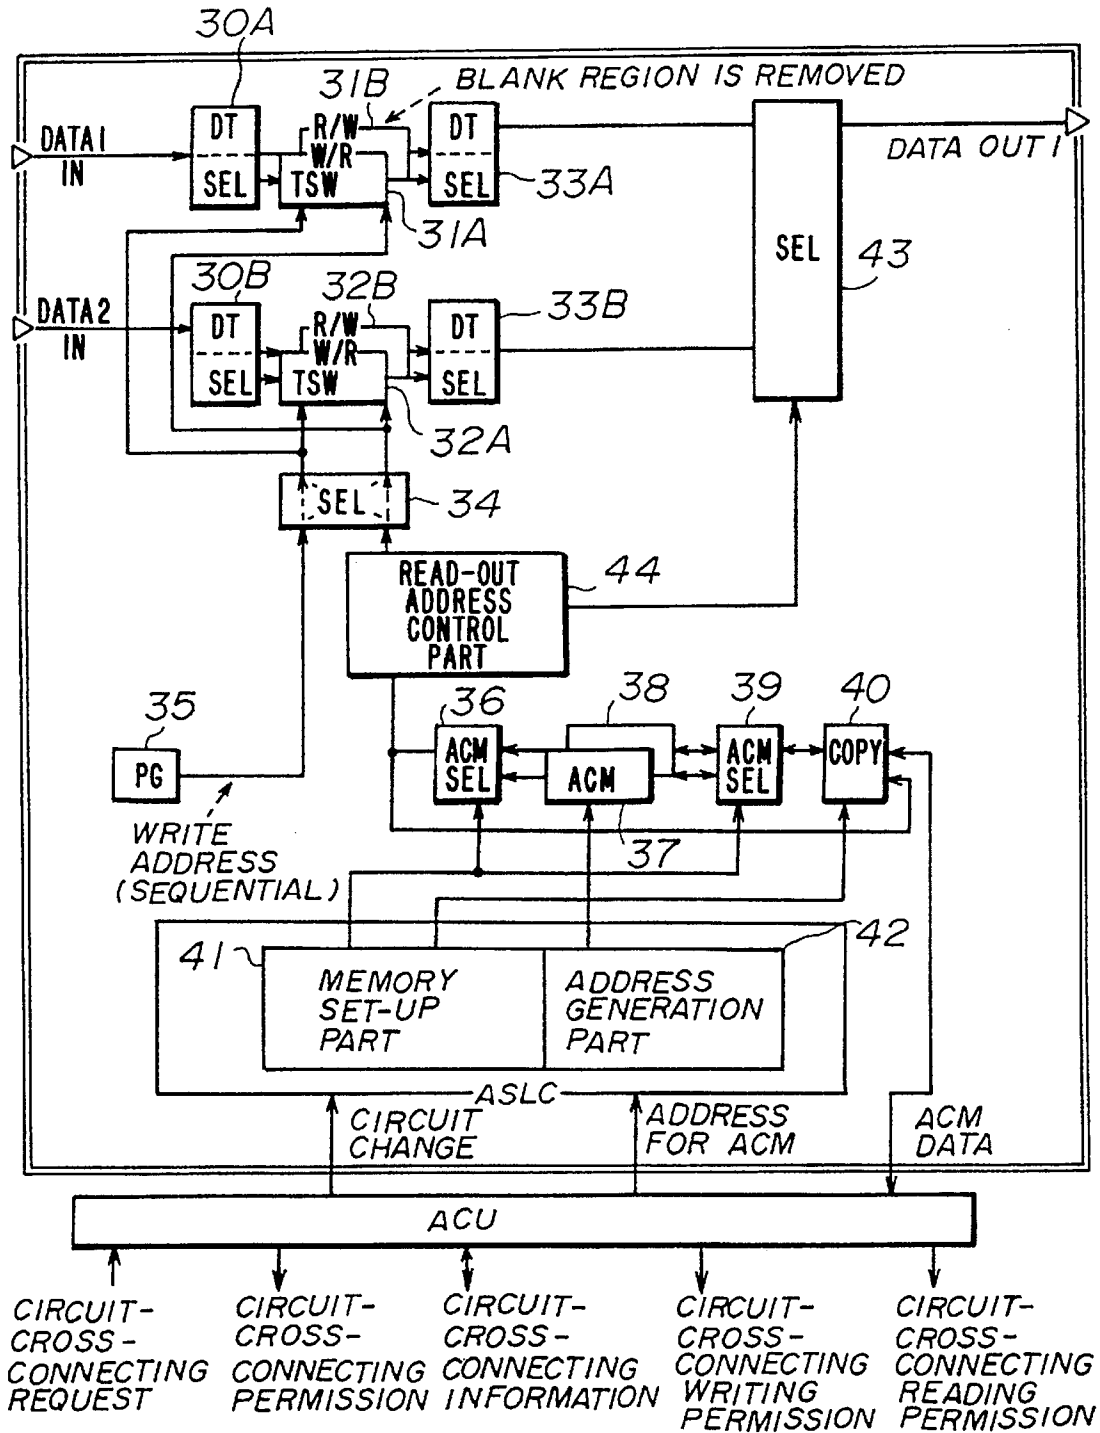 30A
31B
BLANK REGION IS REMOVED
DATA1
IN
DT
SEL
R/W
W/R
TSW
DT
SEL
33A
31A
DATA OUT 1
SEL
43
30B
32B
33B
DATA2
IN
DT
SEL
R/W
W/R
TSW
DT
SEL
32A
SEL
34
READ-OUT
ADDRESS
CONTROL
PART
44
35
PG
WRITE
ADDRESS
(SEQUENTIAL)
36
38
39
40
ACM
SEL
ACM
ACM
SEL
COPY
37
41
42
MEMORY
SET-UP
PART
ADDRESS
GENERATION
PART
ASLC
CIRCUIT
CHANGE
ADDRESS
FOR ACM
ACM
DATA
ACU
CIRCUIT-
CROSS-
CONNECTING
REQUEST
CIRCUIT-
CROSS-
CONNECTING
PERMISSION
CIRCUIT-
CROSS-
CONNECTING
INFORMATION
CIRCUIT-
CROSS-
CONNECTING
WRITING
PERMISSION
CIRCUIT-
CROSS-
CONNECTING
READING
PERMISSION